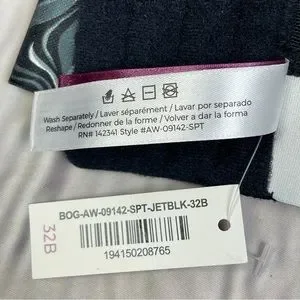 Wash Separately / Laver séparément / Lavar por separado
Reshape / Redonner de la forme / Volver a dar la forma
RN# 142341 Style #AW-09142-SPT
32B
BOG-AW-09142-SPT-JETBLK-32B
194150208765